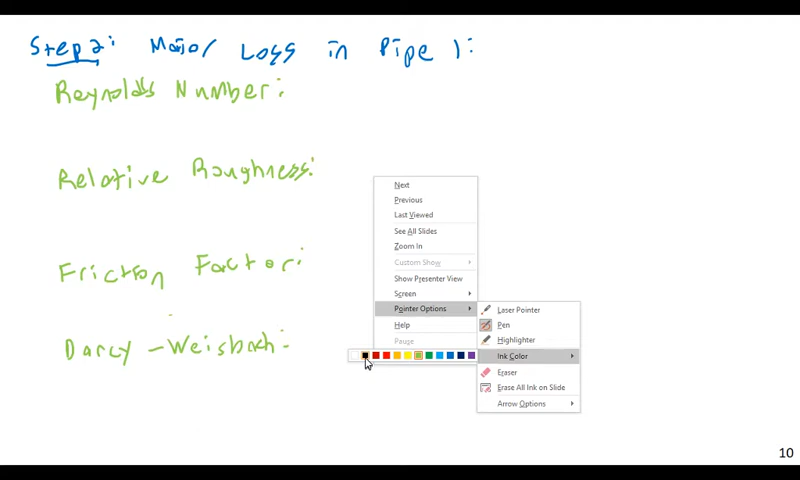 Step 2: Major Loss in Pipe 1:
Reynolds Number:
Relative Roughness:
Friction Factor:
Darcy-Weisbach:
Next
Previous
Last Viewed
See All Slides
Zoom In
Custom Show
Show Presenter View
Screen
Pointer Options
Help
Pause
Laser Pointer
Pen
Highlighter
Ink Color
Eraser
Erase All Ink on Slide
Arrow Options
10